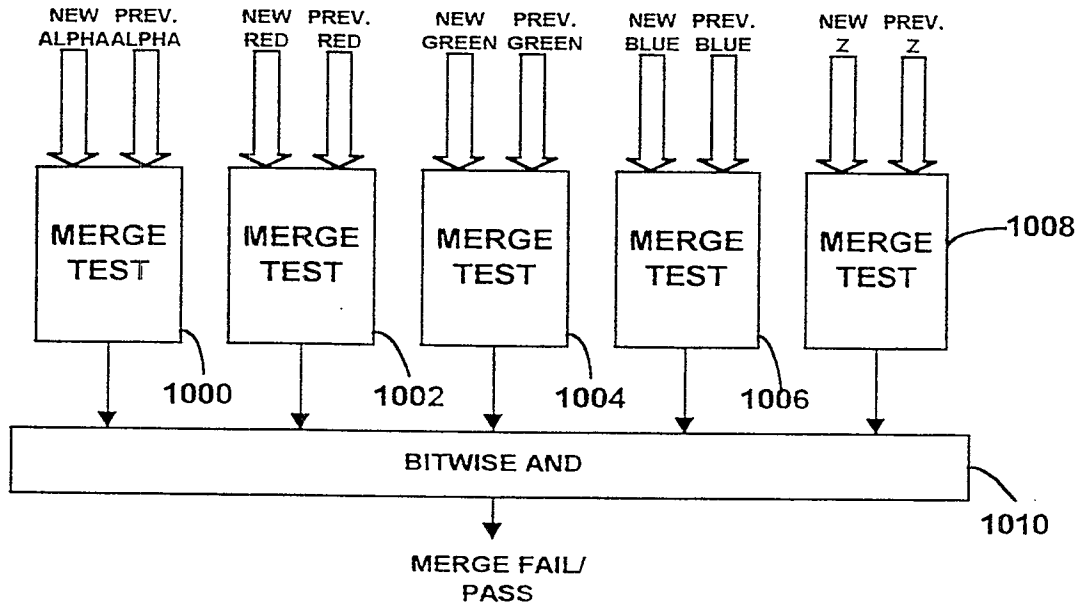 NEW PREV.
ALPHA ALPHA
NEW PREV.
RED RED
NEW PREV.
GREEN GREEN
NEW PREV.
BLUE BLUE
NEW PREV.
Z Z
MERGE
TEST
MERGE
TEST
MERGE
TEST
MERGE
TEST
MERGE
TEST
1008
1000
1002
1004
1006
BITWISE AND
1010
MERGE FAIL/
PASS